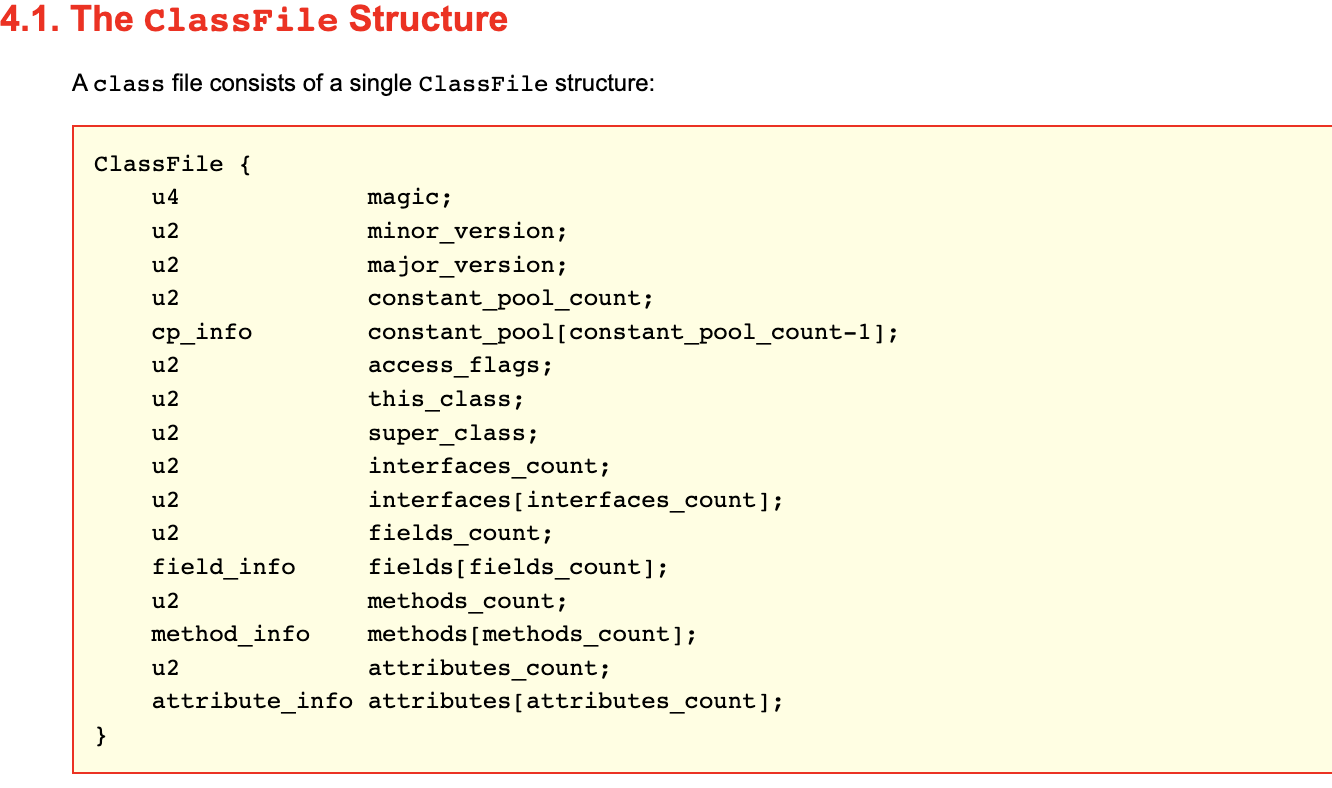 4.1. The ClassFile Structure
A class file consists of a single ClassFile structure:
ClassFile {
    u4             magic;
    u2             minor_version;
    u2             major_version;
    u2             constant_pool_count;
    cp_info        constant_pool[constant_pool_count-1];
    u2             access_flags;
    u2             this_class;
    u2             super_class;
    u2             interfaces_count;
    u2             interfaces[interfaces_count];
    u2             fields_count;
    field_info     fields[fields_count];
    u2             methods_count;
    method_info    methods[methods_count];
    u2             attributes_count;
    attribute_info attributes[attributes_count];
}